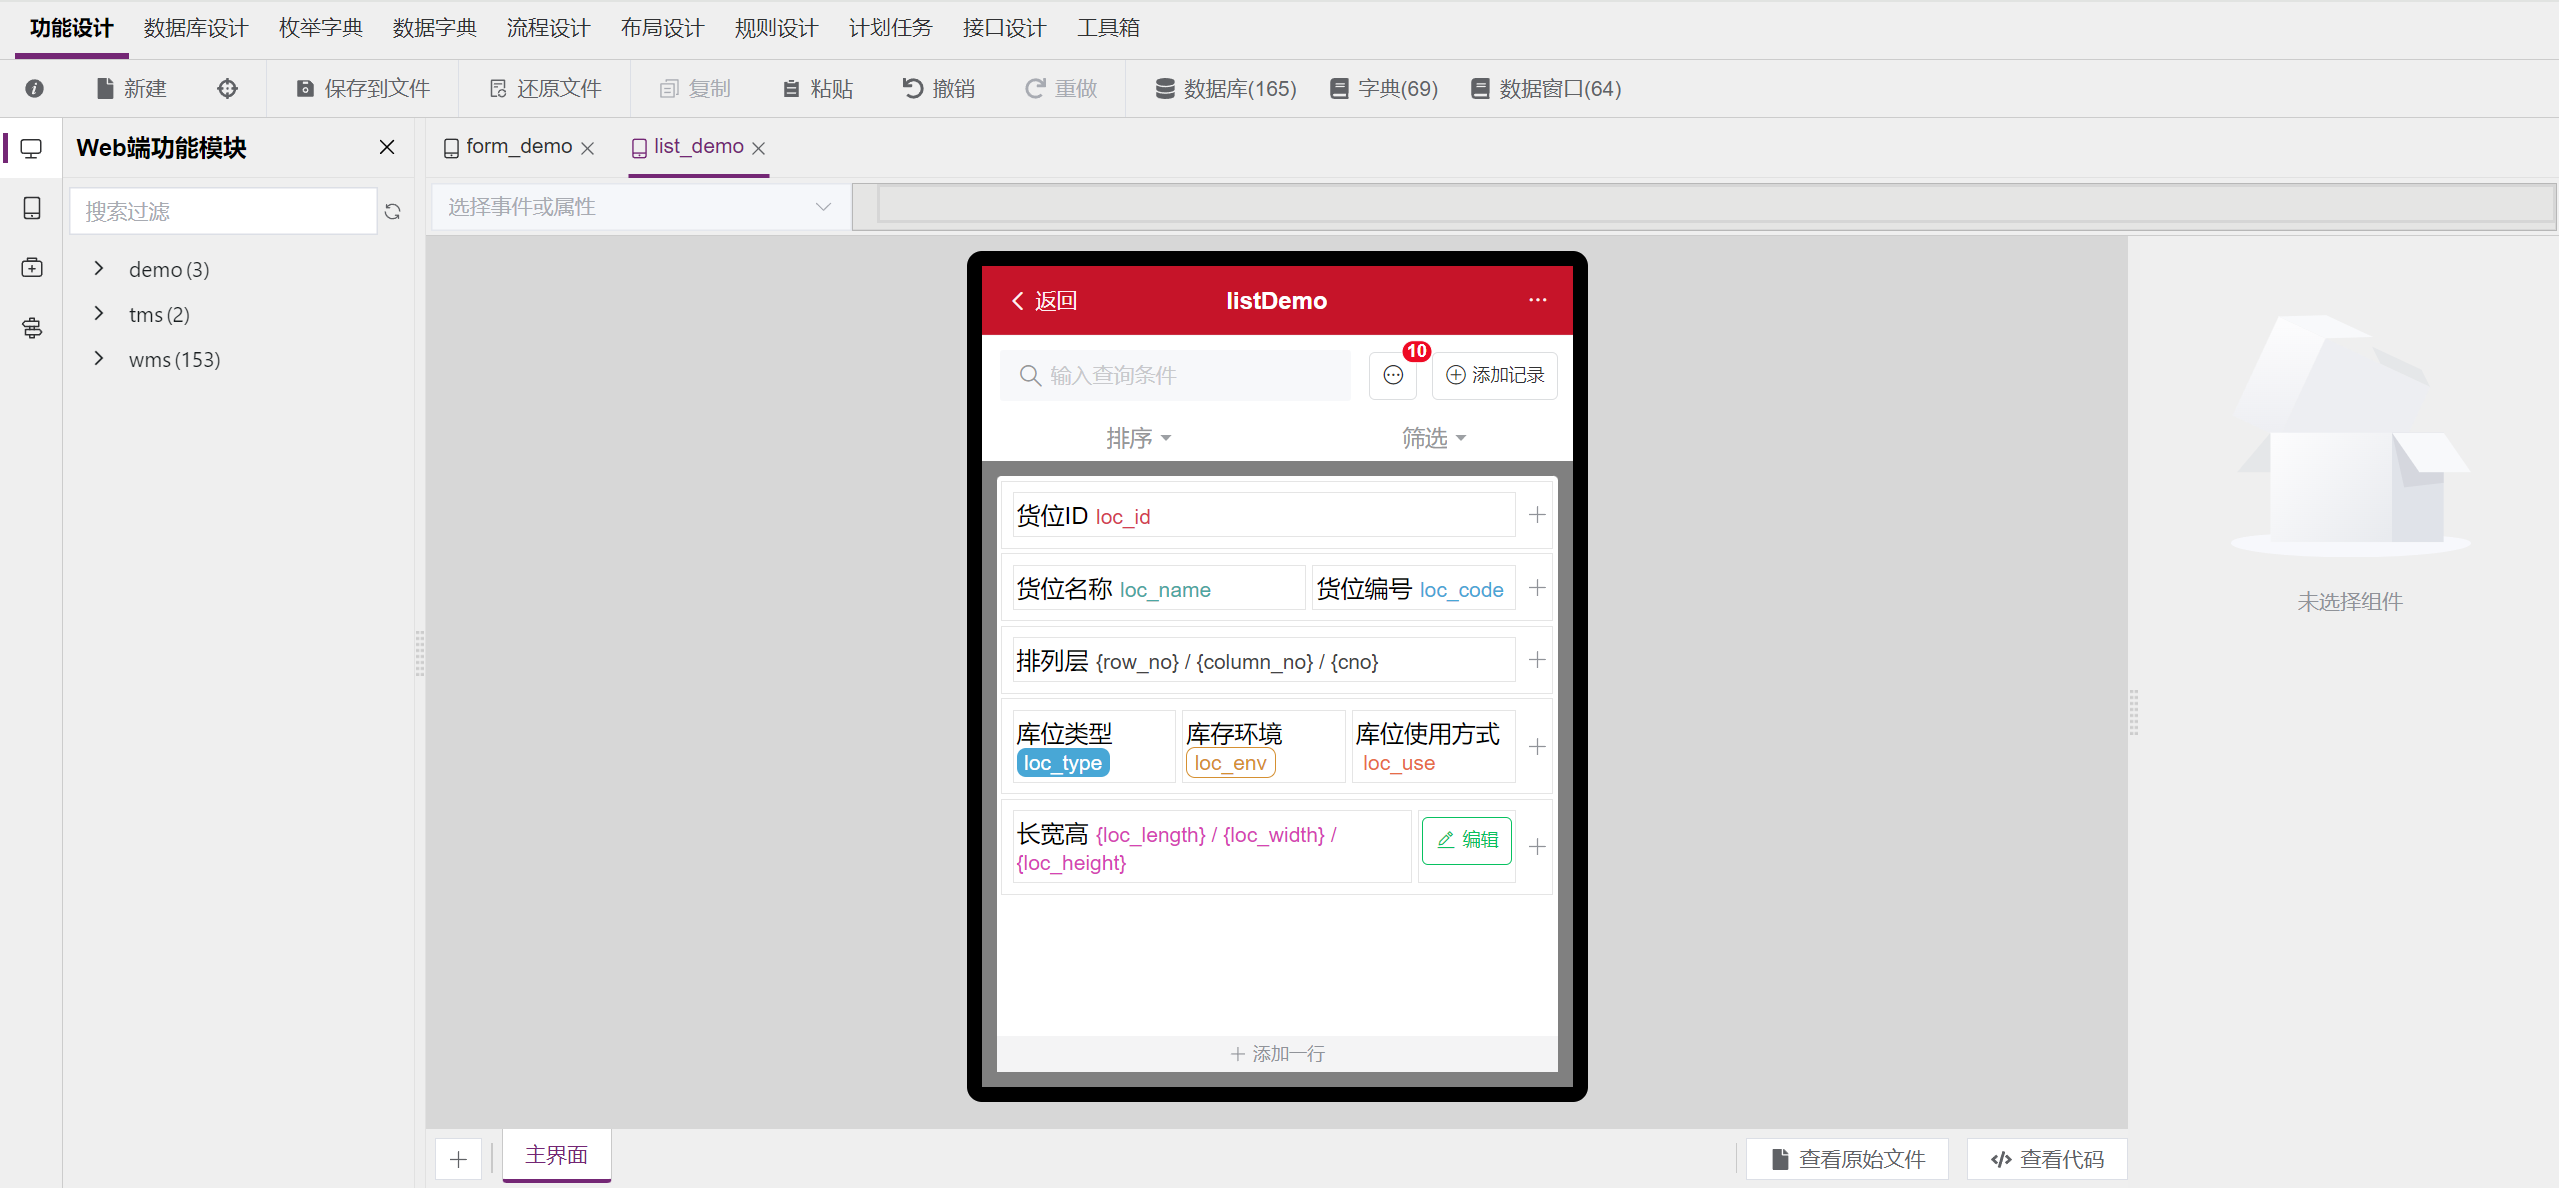 功能设计 数据库设计 枚举字典 数据字典 流程设计 布局设计 规则设计 计划任务 接口设计 工具箱
新建 保存到文件 还原文件 复制 粘贴 撤销 重做 数据库(165) 字典(69) 数据窗口(64)
Web端功能模块
form_demo list_demo
搜索过滤
选择事件或属性
demo (3)
tms (2)
wms (153)
返回 listDemo ···
输入查询条件 10 添加记录
排序 筛选
货位ID loc_id
货位名称 loc_name 货位编号 loc_code
排列层 {row_no} / {column_no} / {cno}
库位类型 库存环境 库位使用方式
loc_type loc_env loc_use
长宽高 {loc_length} / {loc_width} /
{loc_height}
编辑
添加一行
未选择组件
主界面
查看原始文件 查看代码